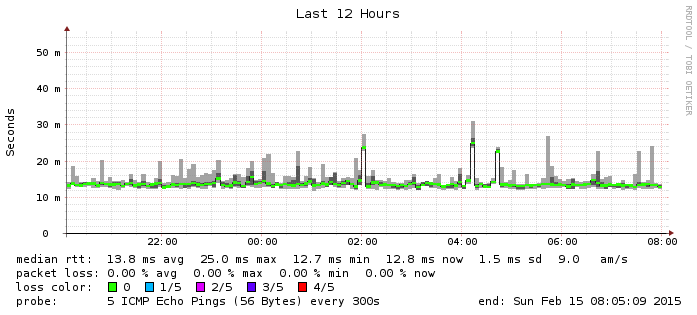 Last 12 Hours
RRDTOOL / TOBI OETIKER
Seconds
50 m
40 m
30 m
20 m
10 m
0
22:00 00:00 02:00 04:00 06:00 08:00
median rtt: 13.8 ms avg 25.0 ms max 12.7 ms min 12.8 ms now 1.5 ms sd 9.0 am/s
packet loss: 0.00 % avg 0.00 % max 0.00 % min 0.00 % now
loss color: 0 1/5 2/5 3/5 4/5
probe: 5 ICMP Echo Pings (56 Bytes) every 300s end: Sun Feb 15 08:05:09 2015